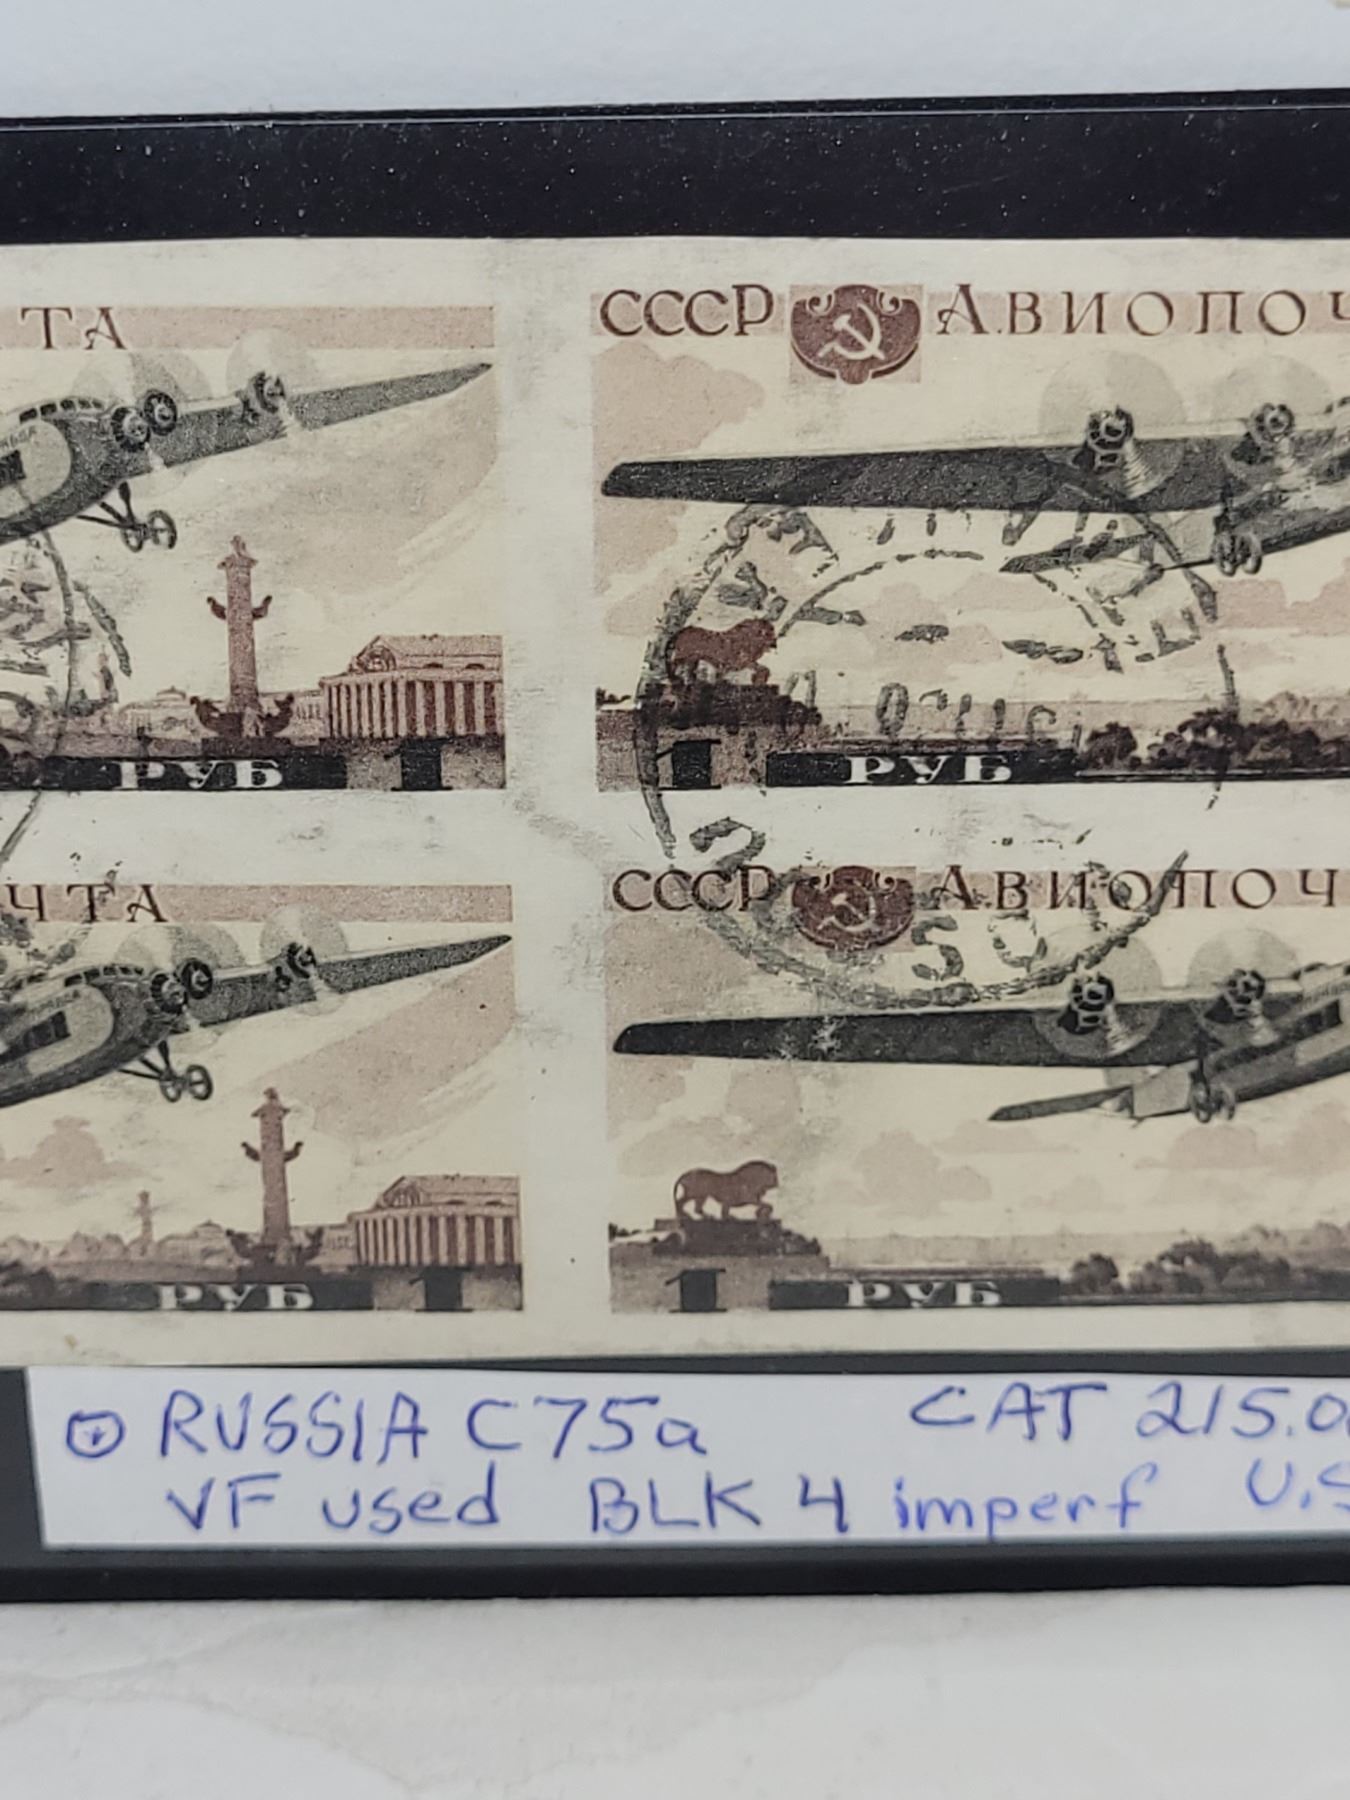 ТА
СССР АВИОПОЧ
РУБ 1
1 РУБ
ЧТА
СССР АВИОПОЧ
РУБ 1
1 РУБ
RUSSIA C75a CAT 215.0
VF used BLK 4 imperf U.S